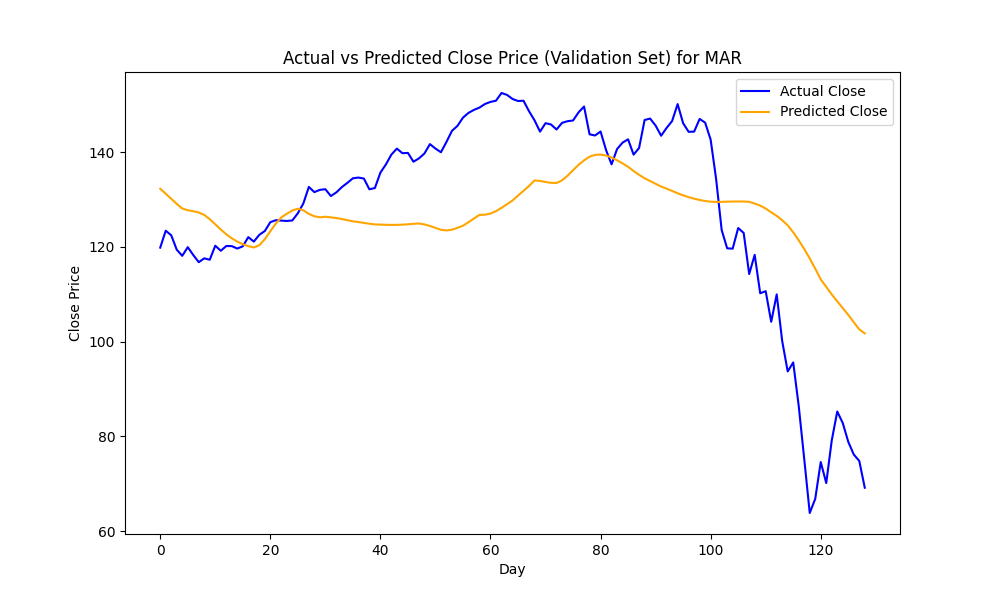 Actual vs Predicted Close Price (Validation Set) for MAR
Actual Close
Predicted Close
Close Price
140
120
100
80
60
0 20 40 60 80 100 120
Day